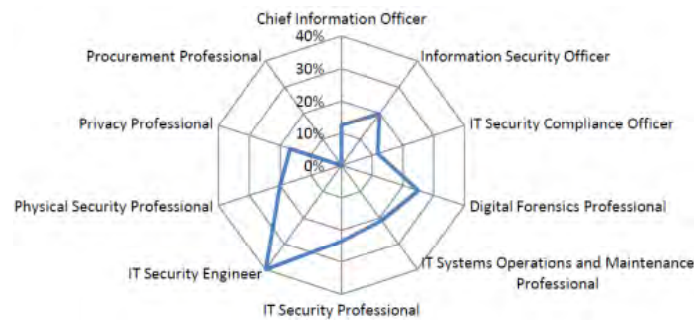 Chief Information Officer
40%
Procurement Professional
Information Security Officer
30%
20%
Privacy Professional
IT Security Compliance Officer
10%
0%
Physical Security Professional
Digital Forensics Professional
IT Security Engineer
IT Systems Operations and Maintenance
Professional
IT Security Professional